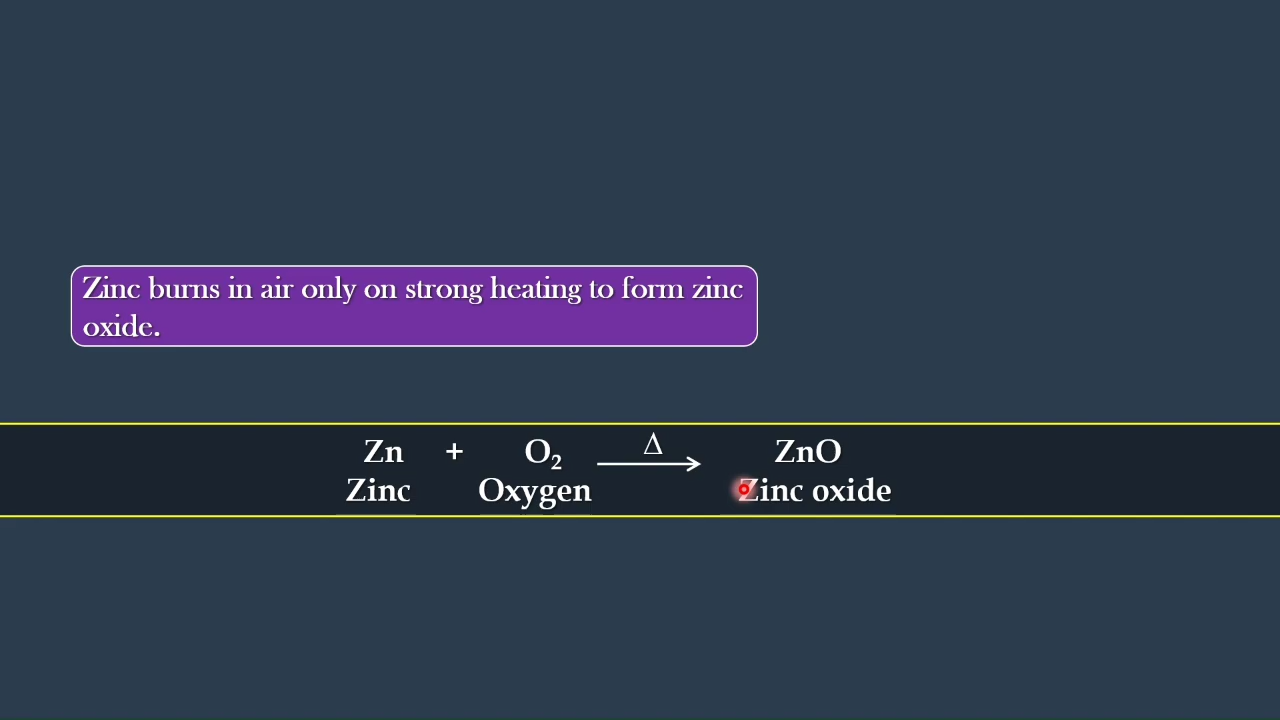 Zinc burns in air only on strong heating to form zinc
oxide.
Zn + O₂ Δ ZnO
Zinc Oxygen Zinc oxide